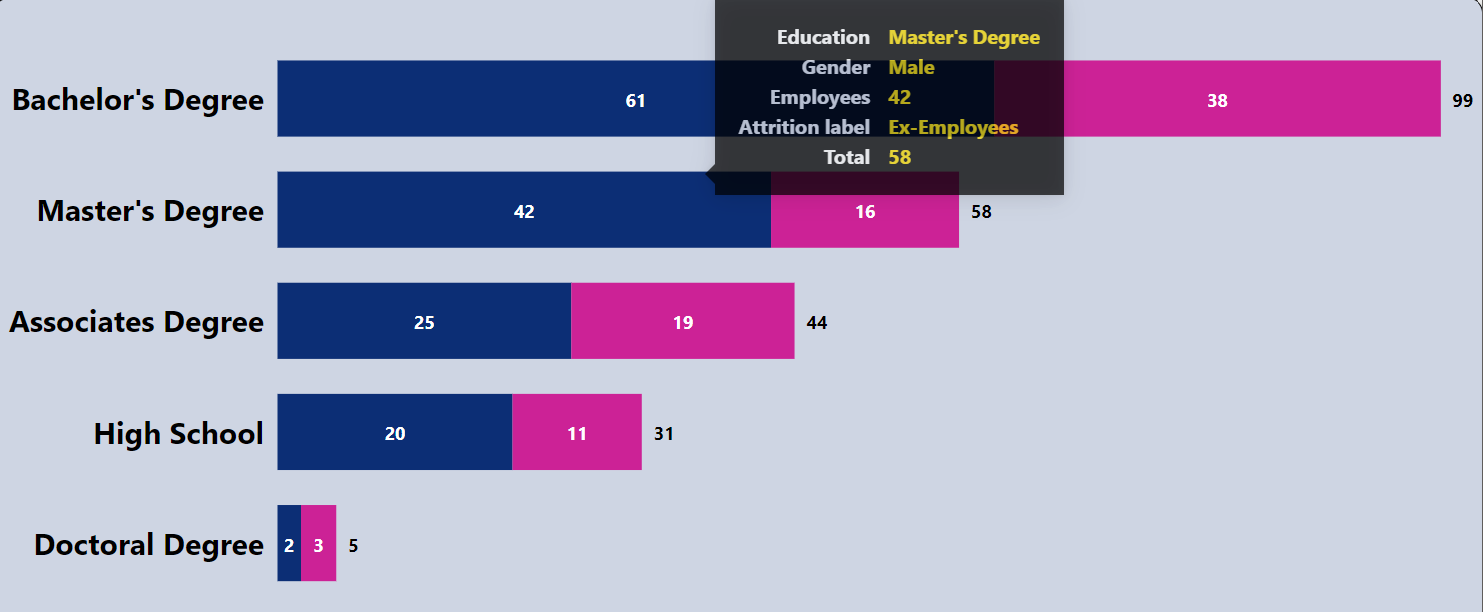 Education Master's Degree
Gender Male
Employees 42
Attrition label Ex-Employees
Total 58
Bachelor's Degree 61 38 99
Master's Degree 42 16 58
Associates Degree 25 19 44
High School 20 11 31
Doctoral Degree 2 3 5